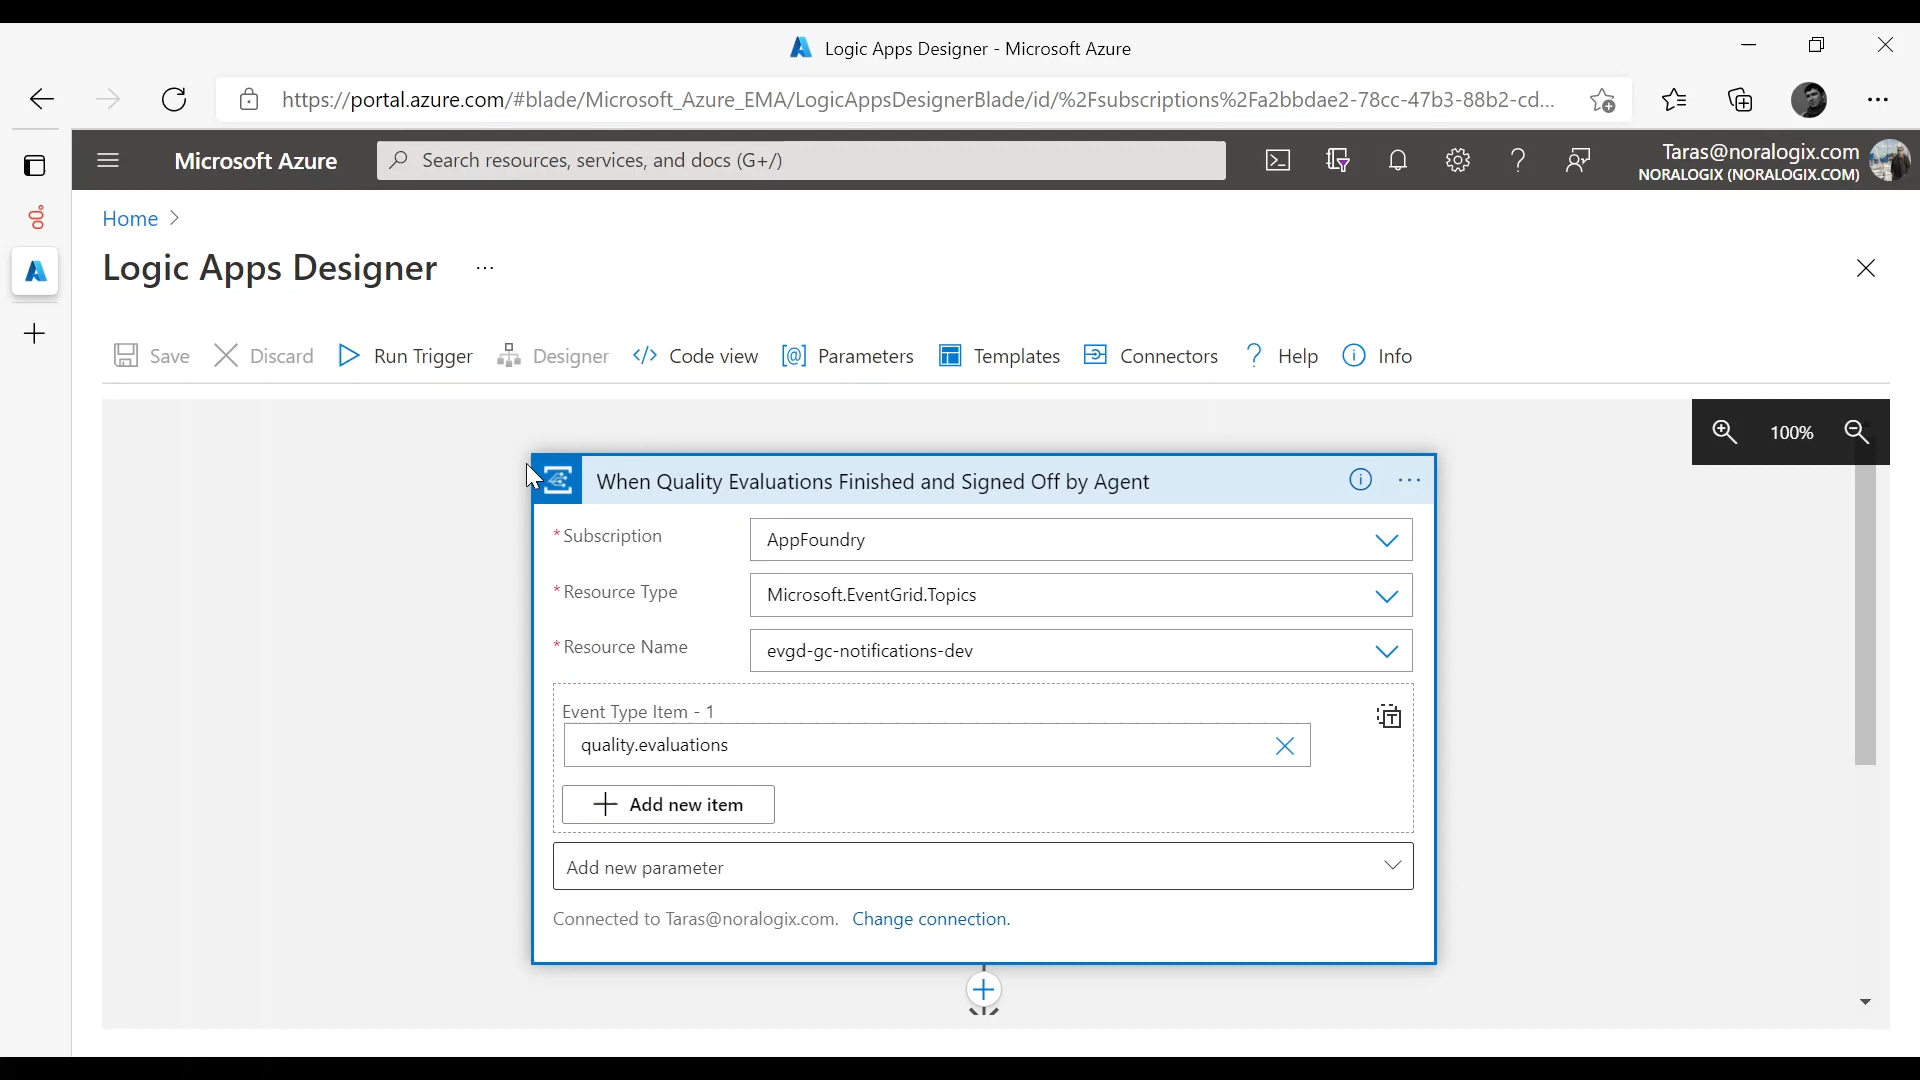 Logic Apps Designer - Microsoft Azure
https://portal.azure.com/#blade/Microsoft_Azure_EMA/LogicAppsDesignerBlade/id/%2Fsubscriptions%2Fa2bbdae2-78cc-47b3-88b2-cd...
Microsoft Azure
Search resources, services, and docs (G+/)
Taras@noralogix.com
NORALOGIX (NORALOGIX.COM)
Home
Logic Apps Designer ...
Save Discard Run Trigger Designer Code view Parameters Templates Connectors Help Info
100%
When Quality Evaluations Finished and Signed Off by Agent
* Subscription AppFoundry
* Resource Type Microsoft.EventGrid.Topics
* Resource Name evgd-gc-notifications-dev
Event Type Item - 1
quality.evaluations
Add new item
Add new parameter
Connected to Taras@noralogix.com. Change connection.